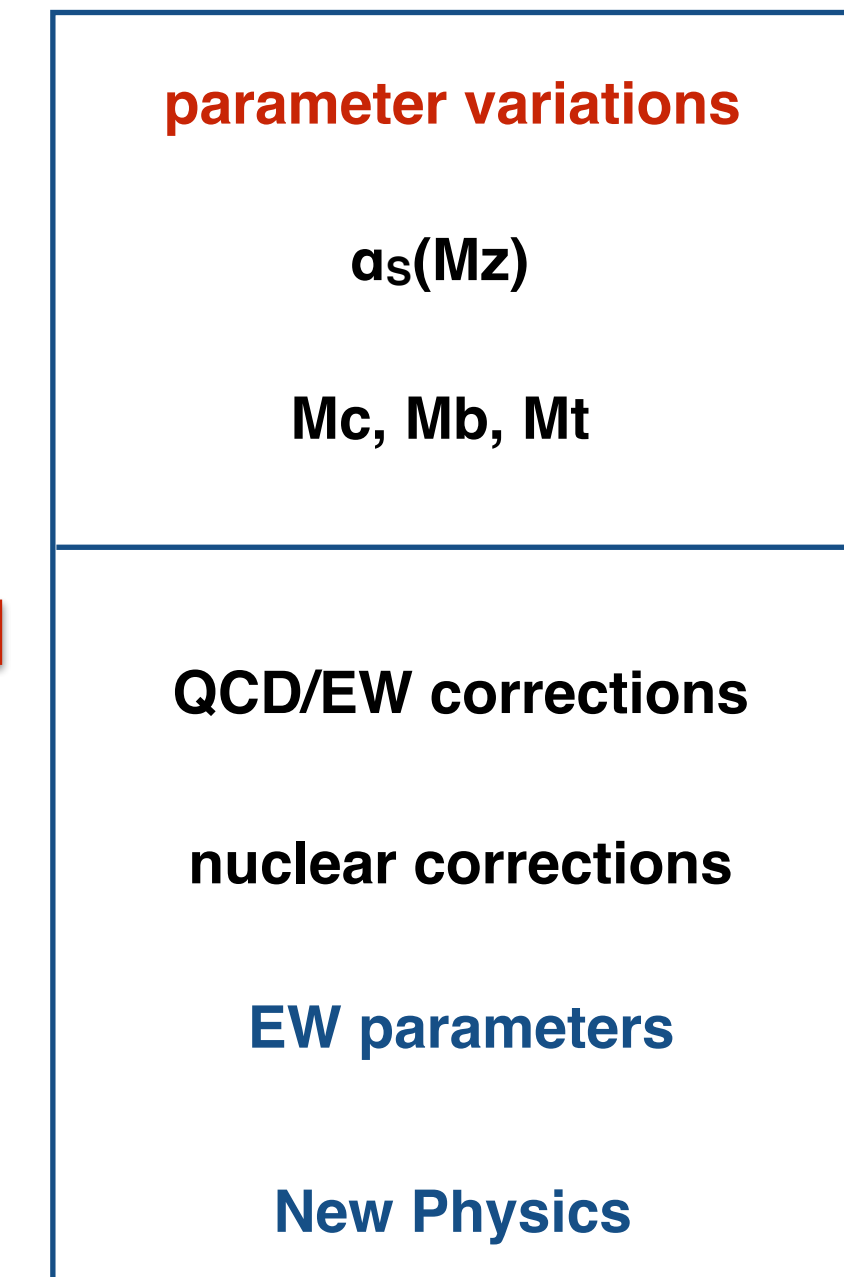 parameter variations
αs(Mz)
Mc, Mb, Mt
QCD/EW corrections
nuclear corrections
EW parameters
New Physics